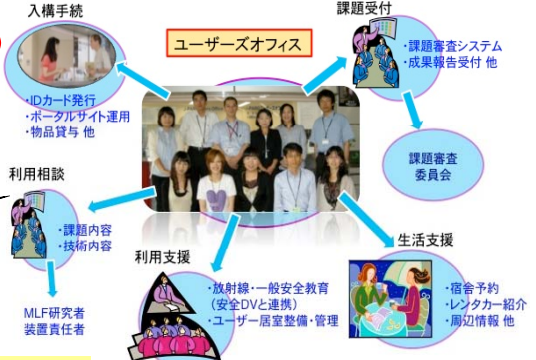 入構手続
課題受付
ユーザーズオフィス
・課題審査システム
・成果報告受付 他
・IDカード発行
・ポータルサイト運用
・物品貸与 他
課題審査
委員会
利用相談
・課題内容
・技術内容
生活支援
利用支援
・放射線・一般安全教育
（安全DVと連携）
・ユーザー居室整備・管理
・宿舎予約
・レンタカー紹介
・周辺情報 他
MLF研究者
装置責任者